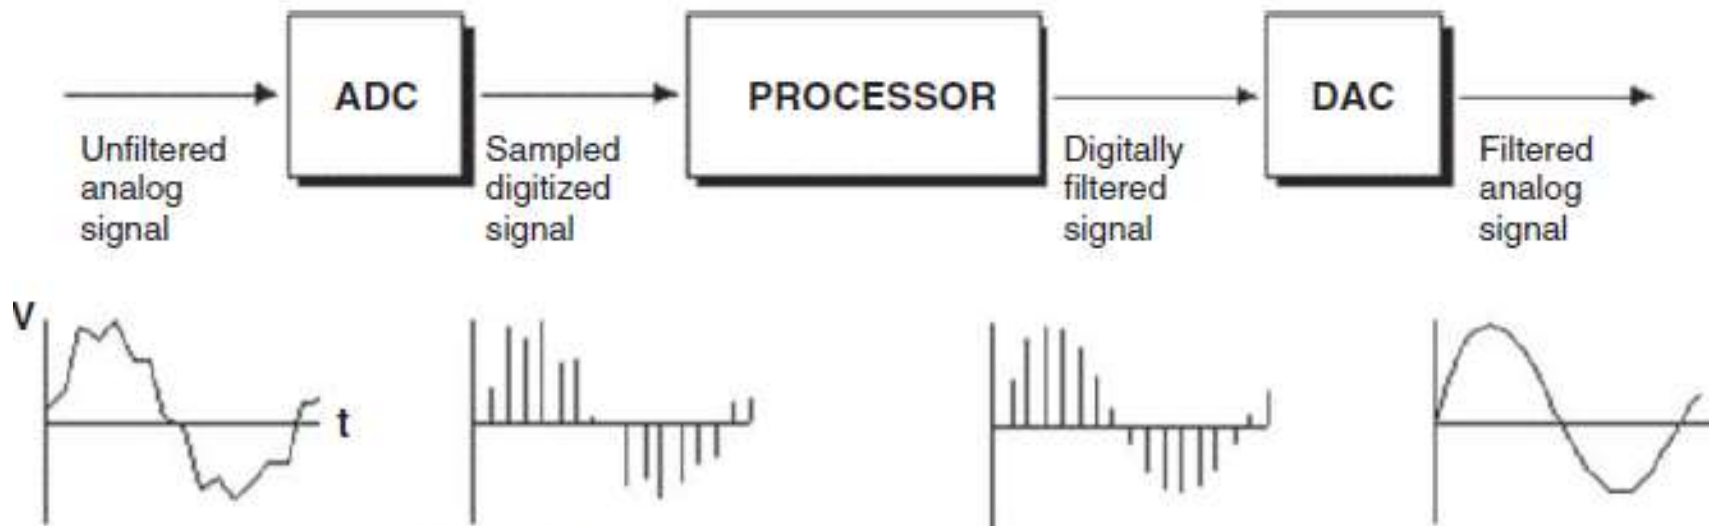 ADC
PROCESSOR
DAC
Unfiltered
analog
signal
Sampled
digitized
signal
Digitally
filtered
signal
Filtered
analog
signal
V
t